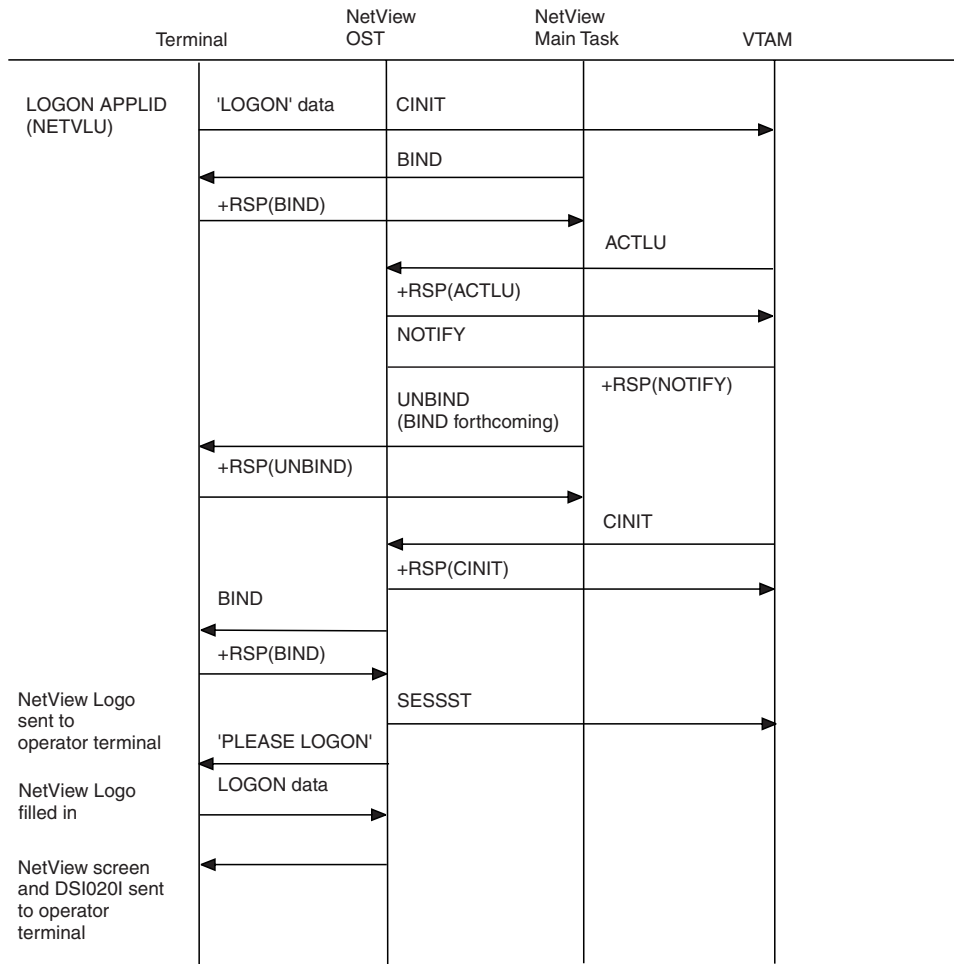 NetView
OST
NetView
Main Task
Terminal
VTAM
LOGON APPLID
(NETVLU)
'LOGON' data
CINIT
BIND
+RSP(BIND)
ACTLU
+RSP(ACTLU)
NOTIFY
+RSP(NOTIFY)
UNBIND
(BIND forthcoming)
+RSP(UNBIND)
CINIT
+RSP(CINIT)
BIND
+RSP(BIND)
NetView Logo
sent to
operator terminal
SESSST
'PLEASE LOGON'
NetView Logo
filled in
LOGON data
NetView screen
and DSI020I sent
to operator
terminal